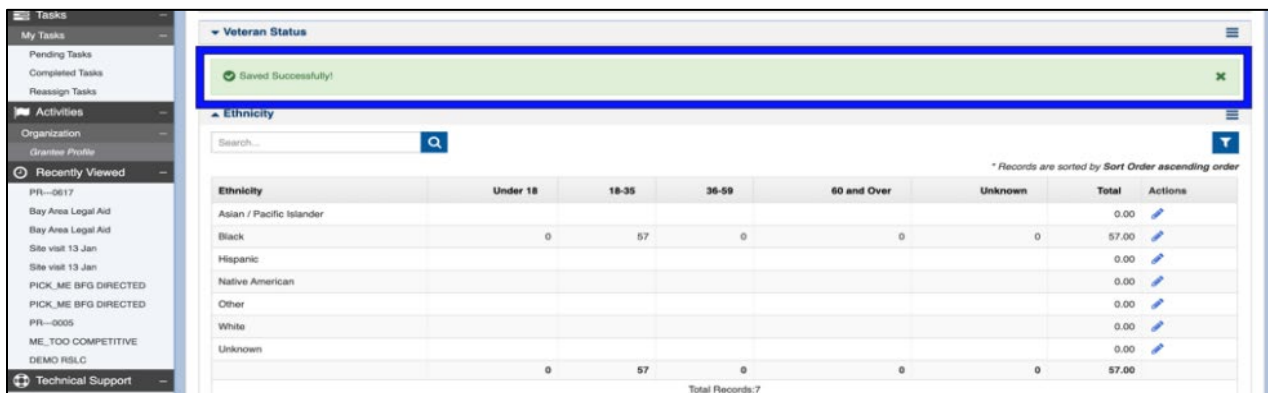 Tasks
My Tasks
Pending Tasks
Completed Tasks
Reassign Tasks
Activities
Organization
Grantee Profile
Recently Viewed
PR---0617
Bay Area Legal Aid
Bay Area Legal Aid
Site visit 13 Jan
Site visit 13 Jan
PICK_ME BFG DIRECTED
PICK_ME BFG DIRECTED
PR---0005
ME_TOO COMPETITIVE
DEMO RSLC
Technical Support
Veteran Status
Saved Successfully!
Ethnicity
Search...
* Records are sorted by Sort Order ascending order
Ethnicity Under 18 18-35 36-59 60 and Over Unknown Total Actions
Asian / Pacific Islander 0.00
Black 0 57 0 0 0 57.00
Hispanic 0.00
Native American 0.00
Other 0.00
White 0.00
Unknown 0.00
0 57 0 0 0 57.00
Total Records:7